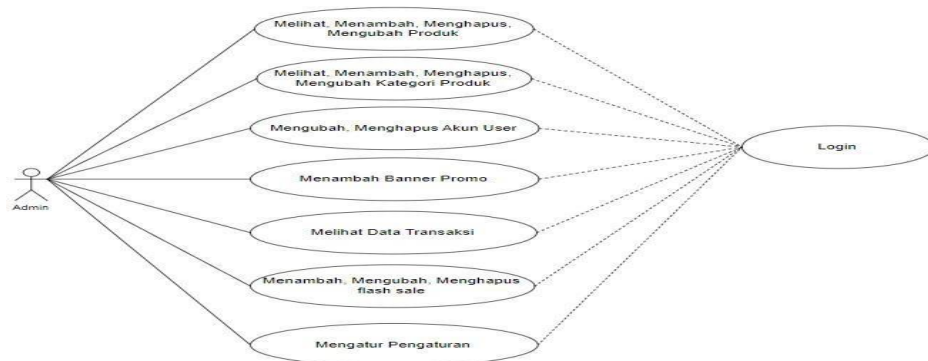 Melihat, Menambah, Menghapus,
Mengubah Produk
Melihat, Menambah, Menghapus,
Mengubah Kategori Produk
Mengubah, Menghapus Akun User
Login
Menambah Banner Promo
Admin
Melihat Data Transaksi
Menambah, Mengubah, Menghapus
flash sale
Mengatur Pengaturan